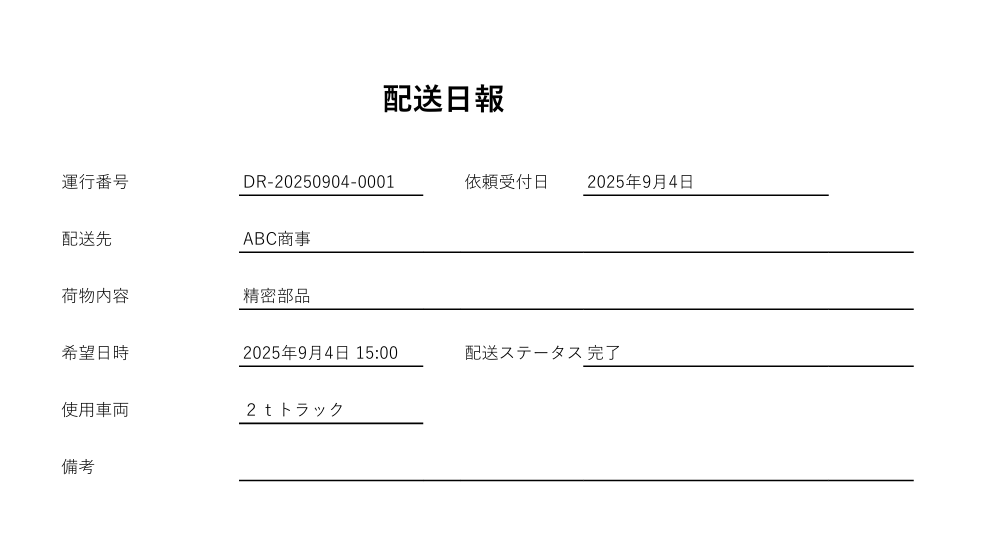 配送日報
運行番号 DR-20250904-0001 依頼受付日 2025年9月4日
配送先 ABC商事
荷物内容 精密部品
希望日時 2025年9月4日 15:00 配送ステータス 完了
使用車両 ２ｔトラック
備考